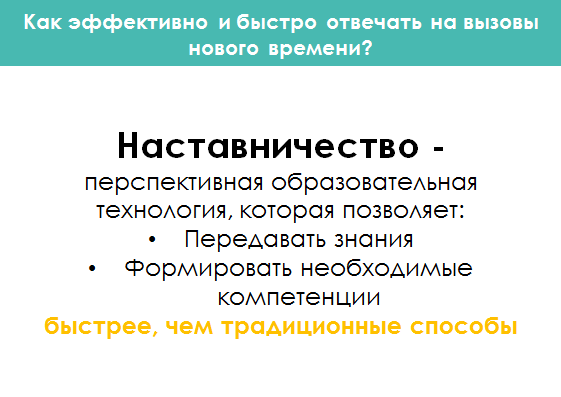 Как эффективно и быстро отвечать на вызовы
нового времени?
Наставничество -
перспективная образовательная
технология, которая позволяет:
• Передавать знания
• Формировать необходимые
компетенции
быстрее, чем традиционные способы